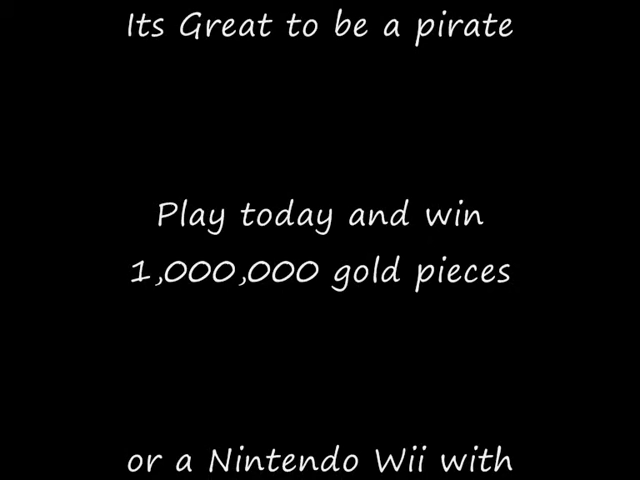 Its Great to be a pirate
Play today and win
1,000,000 gold pieces
or a Nintendo Wii with